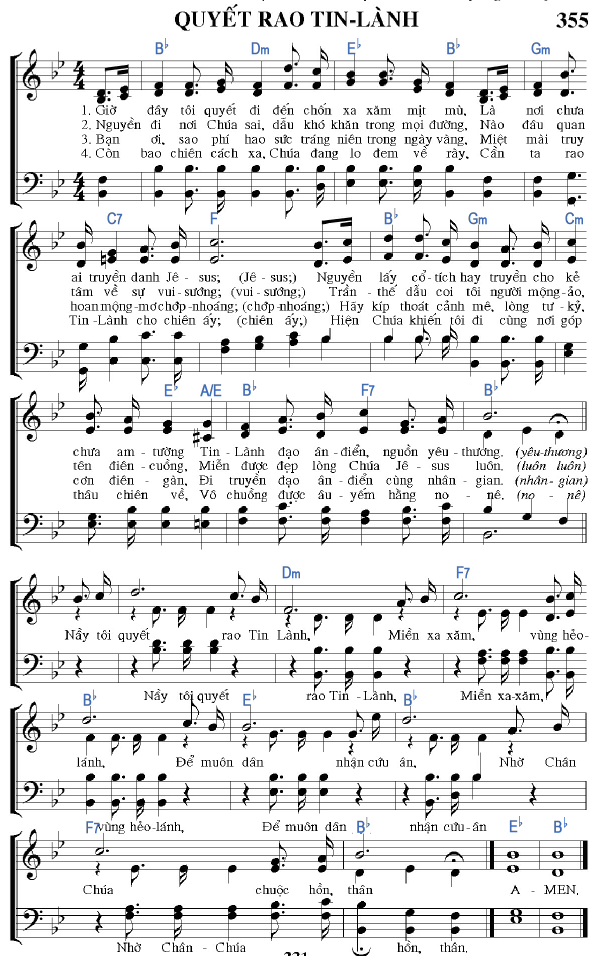 QUYẾT RAO TIN-LÀNH 355
B♭ Dm E♭ B♭ Gm
1. Giờ đầy tôi quyết đi đến chốn xa xăm mịt mù, Là nơi chưa
2. Nguyền đi nơi Chúa sai, dẫu khó khăn trong mọi đường, Nào đâu quan
3. Bạn ơi, sao phí hao sức tráng niên trong ngày vàng, Miệt mài truy
4. Còn bao chiên cách xa, Chúa đang lo đem về rày, Cần ta rao
C7 F B♭ Gm Cm
ai truyền danh Jê-sus; (Jê-sus;) Nguyền lấy cổ-tích hay truyền cho kẻ
tâm về sự vui-sướng; (vui-sướng;) Trần-thế dẫu coi tôi người mộng-ảo,
hoan mộng-mơ chớp-nhoáng; (chớp-nhoáng;) Hãy kíp thoát cảnh mê, lòng tư-kỷ,
Tin-Lành cho chiên ấy; (chiên ấy;) Hiện Chúa khiến tôi đi cùng nơi góp
E♭ A/E B♭ F7 B♭
chưa am-tường Tin-Lành đạo ân-điển, nguồn yêu-thương. (yêu-thương)
tên điên-cuồng, Miễn được đẹp lòng Chúa Jê-sus luôn. (luôn luôn)
cơn điên-gàn, Đi truyền đạo ân-điển cùng nhân-gian. (nhân-gian)
thâu chiên về, Vô chuồng được âu-yếm hằng no-nê. (no-nê)
Dm F7
Nầy tôi quyết rao Tin Lành, Miền xa xăm, vùng hẻo-
Nầy tôi quyết rao Tin-Lành, Miền xa-xăm,
B♭ E♭ B♭
lánh, Để muôn dân nhận cứu ân, Nhờ Chân
vùng hẻo-lánh, Để muôn dân nhận cứu-ân
F7 B♭ E♭ B♭
Chúa chuộc hồn, thân A-MEN.
Nhờ Chân-Chúa hồn, thân.